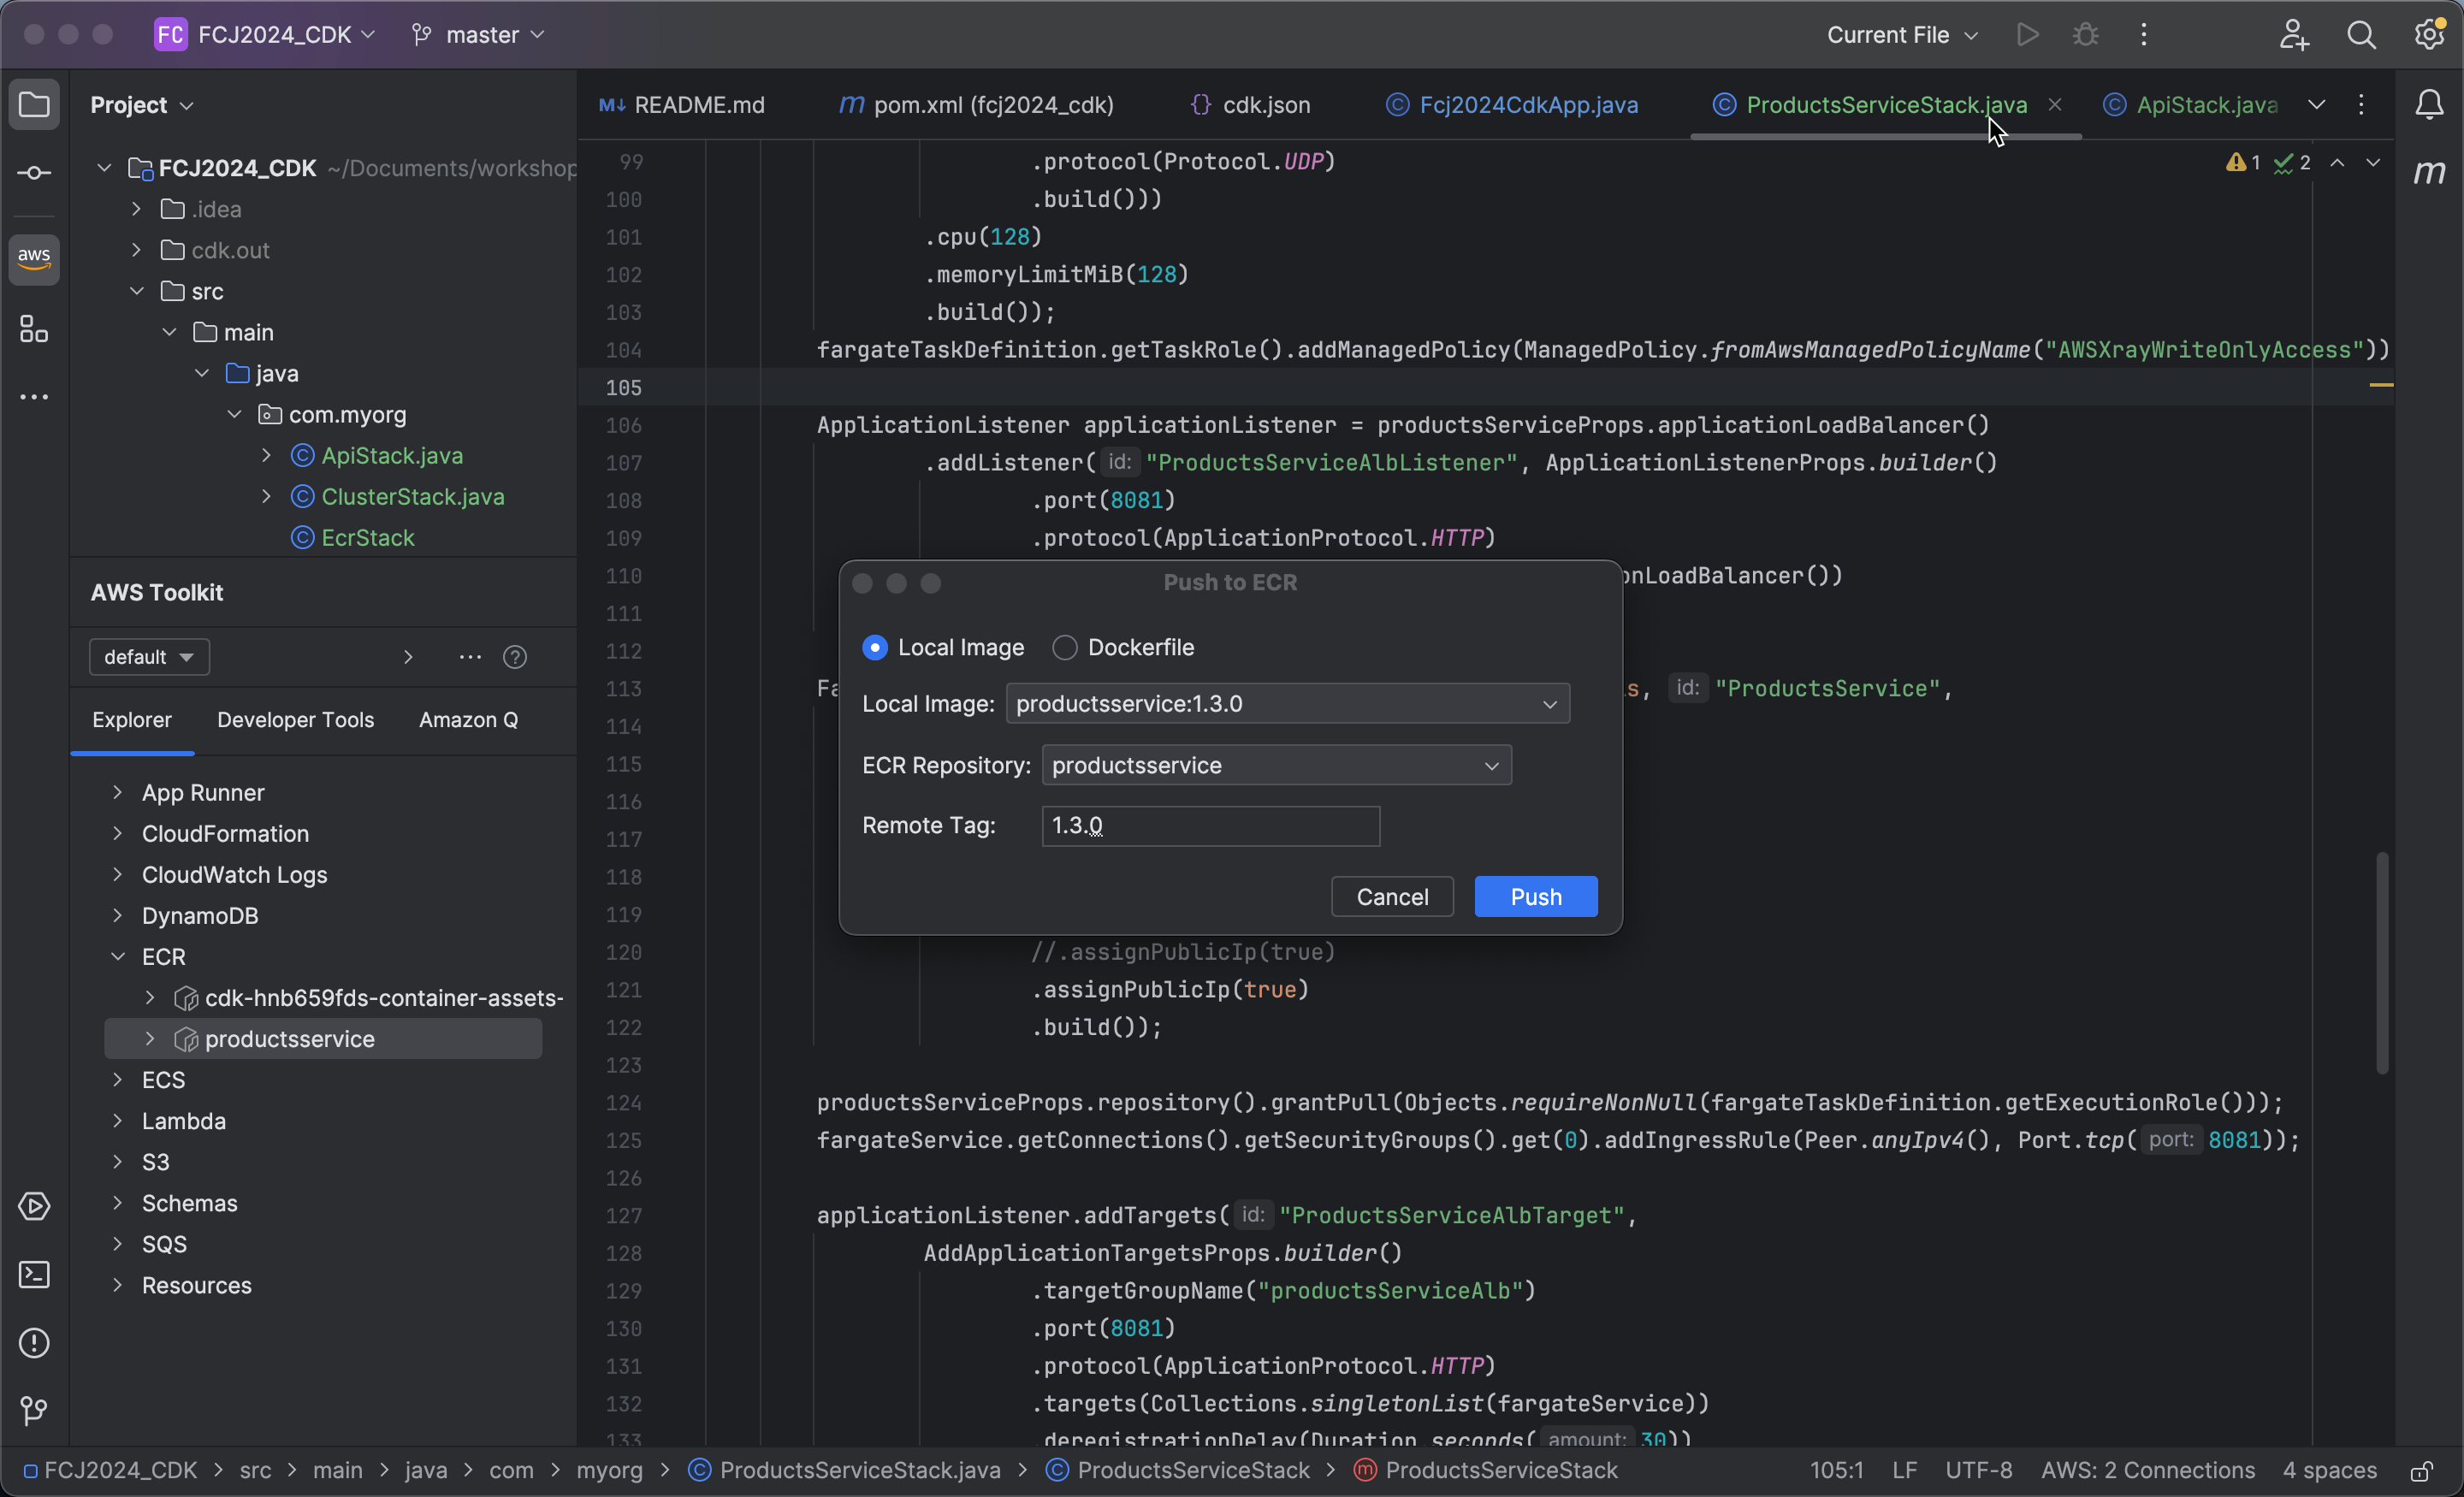 FC FCJ2024_CDK master Current File
Project
README.md pom.xml (fcj2024_cdk) cdk.json Fcj2024CdkApp.java ProductsServiceStack.java ApiStack.java
FCJ2024_CDK ~/Documents/workshop
.idea
cdk.out
src
main
java
com.myorg
ApiStack.java
ClusterStack.java
EcrStack
aws
AWS Toolkit
default
Explorer Developer Tools Amazon Q
App Runner
CloudFormation
CloudWatch Logs
DynamoDB
ECR
cdk-hnb659fds-container-assets-
productsservice
ECS
Lambda
S3
Schemas
SQS
Resources
1 2
99 .protocol(Protocol.UDP)
100 .build()))
101 .cpu(128)
102 .memoryLimitMiB(128)
103 .build());
104 fargateTaskDefinition.getTaskRole().addManagedPolicy(ManagedPolicy.fromAwsManagedPolicyName("AWSXrayWriteOnlyAccess"))
105
106 ApplicationListener applicationListener = productsServiceProps.applicationLoadBalancer()
107 .addListener( id: "ProductsServiceAlbListener", ApplicationListenerProps.builder()
108 .port(8081)
109 .protocol(ApplicationProtocol.HTTP)
110 onLoadBalancer())
111
112
113 Fa s, id: "ProductsService",
114
115
116
117
118
119
120 //.assignPublicIp(true)
121 .assignPublicIp(true)
122 .build());
123
124 productsServiceProps.repository().grantPull(Objects.requireNonNull(fargateTaskDefinition.getExecutionRole()));
125 fargateService.getConnections().getSecurityGroups().get(0).addIngressRule(Peer.anyIpv4(), Port.tcp( port: 8081));
126
127 applicationListener.addTargets( id: "ProductsServiceAlbTarget",
128 AddApplicationTargetsProps.builder()
129 .targetGroupName("productsServiceAlb")
130 .port(8081)
131 .protocol(ApplicationProtocol.HTTP)
132 .targets(Collections.singletonList(fargateService))
133 .deregistrationDelay(Duration.seconds( amount: 30))
Push to ECR
Local Image Dockerfile
Local Image: productsservice:1.3.0
ECR Repository: productsservice
Remote Tag: 1.3.0
Cancel Push
FCJ2024_CDK > src > main > java > com > myorg > ProductsServiceStack.java > ProductsServiceStack > ProductsServiceStack 105:1 LF UTF-8 AWS: 2 Connections 4 spaces